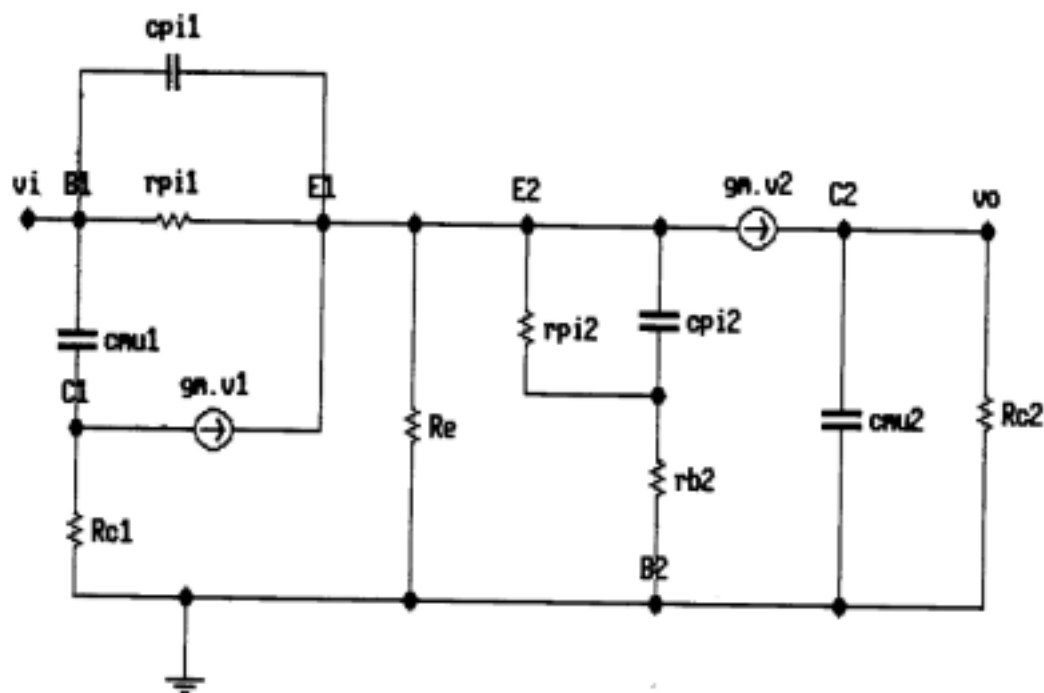 cpi1
vi
B1
rpi1
E1
E2
gm.v2
C2
vo
cmu1
rpi2
cpi2
C1
gm.v1
Re
cmu2
Rc2
rb2
Rc1
B2